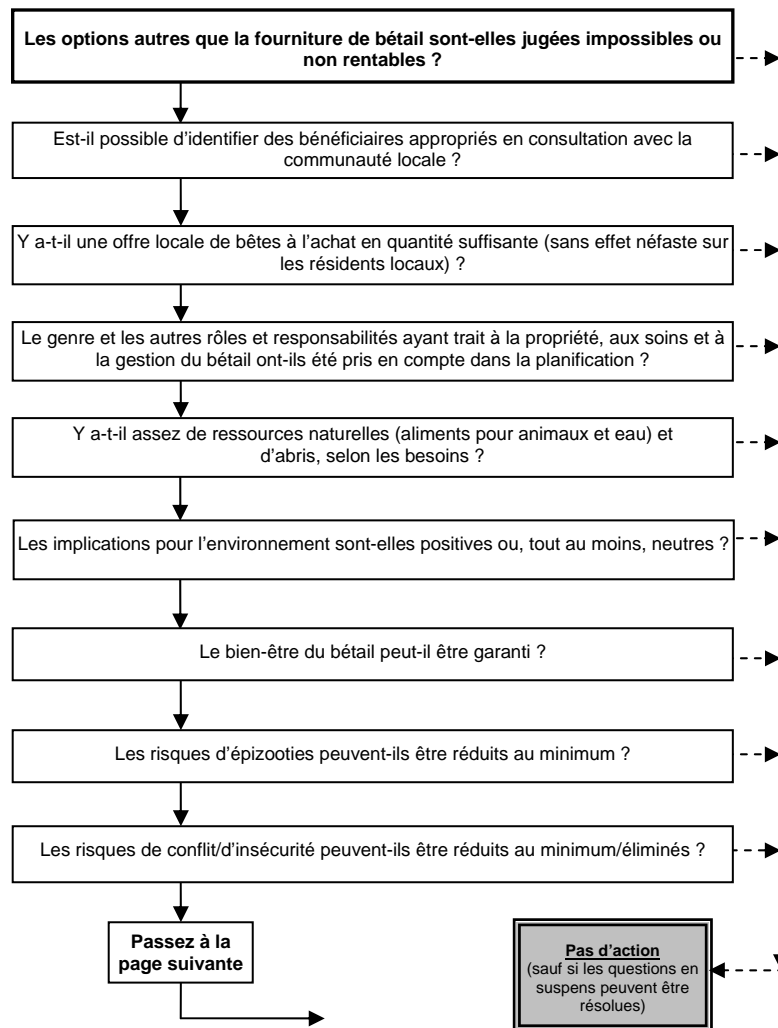 Les options autres que la fourniture de bétail sont-elles jugées impossibles ou
non rentables ?
Est-il possible d'identifier des bénéficiaires appropriés en consultation avec la
communauté locale ?
Y a-t-il une offre locale de bêtes à l'achat en quantité suffisante (sans effet néfaste sur
les résidents locaux) ?
Le genre et les autres rôles et responsabilités ayant trait à la propriété, aux soins et à
la gestion du bétail ont-ils été pris en compte dans la planification ?
Y a-t-il assez de ressources naturelles (aliments pour animaux et eau) et
d'abris, selon les besoins ?
Les implications pour l'environnement sont-elles positives ou, tout au moins, neutres ?
Le bien-être du bétail peut-il être garanti ?
Les risques d'épizooties peuvent-ils être réduits au minimum ?
Les risques de conflit/d'insécurité peuvent-ils être réduits au minimum/éliminés ?
Passez à la
page suivante
Pas d'action
(sauf si les questions en
suspens peuvent être
résolues)